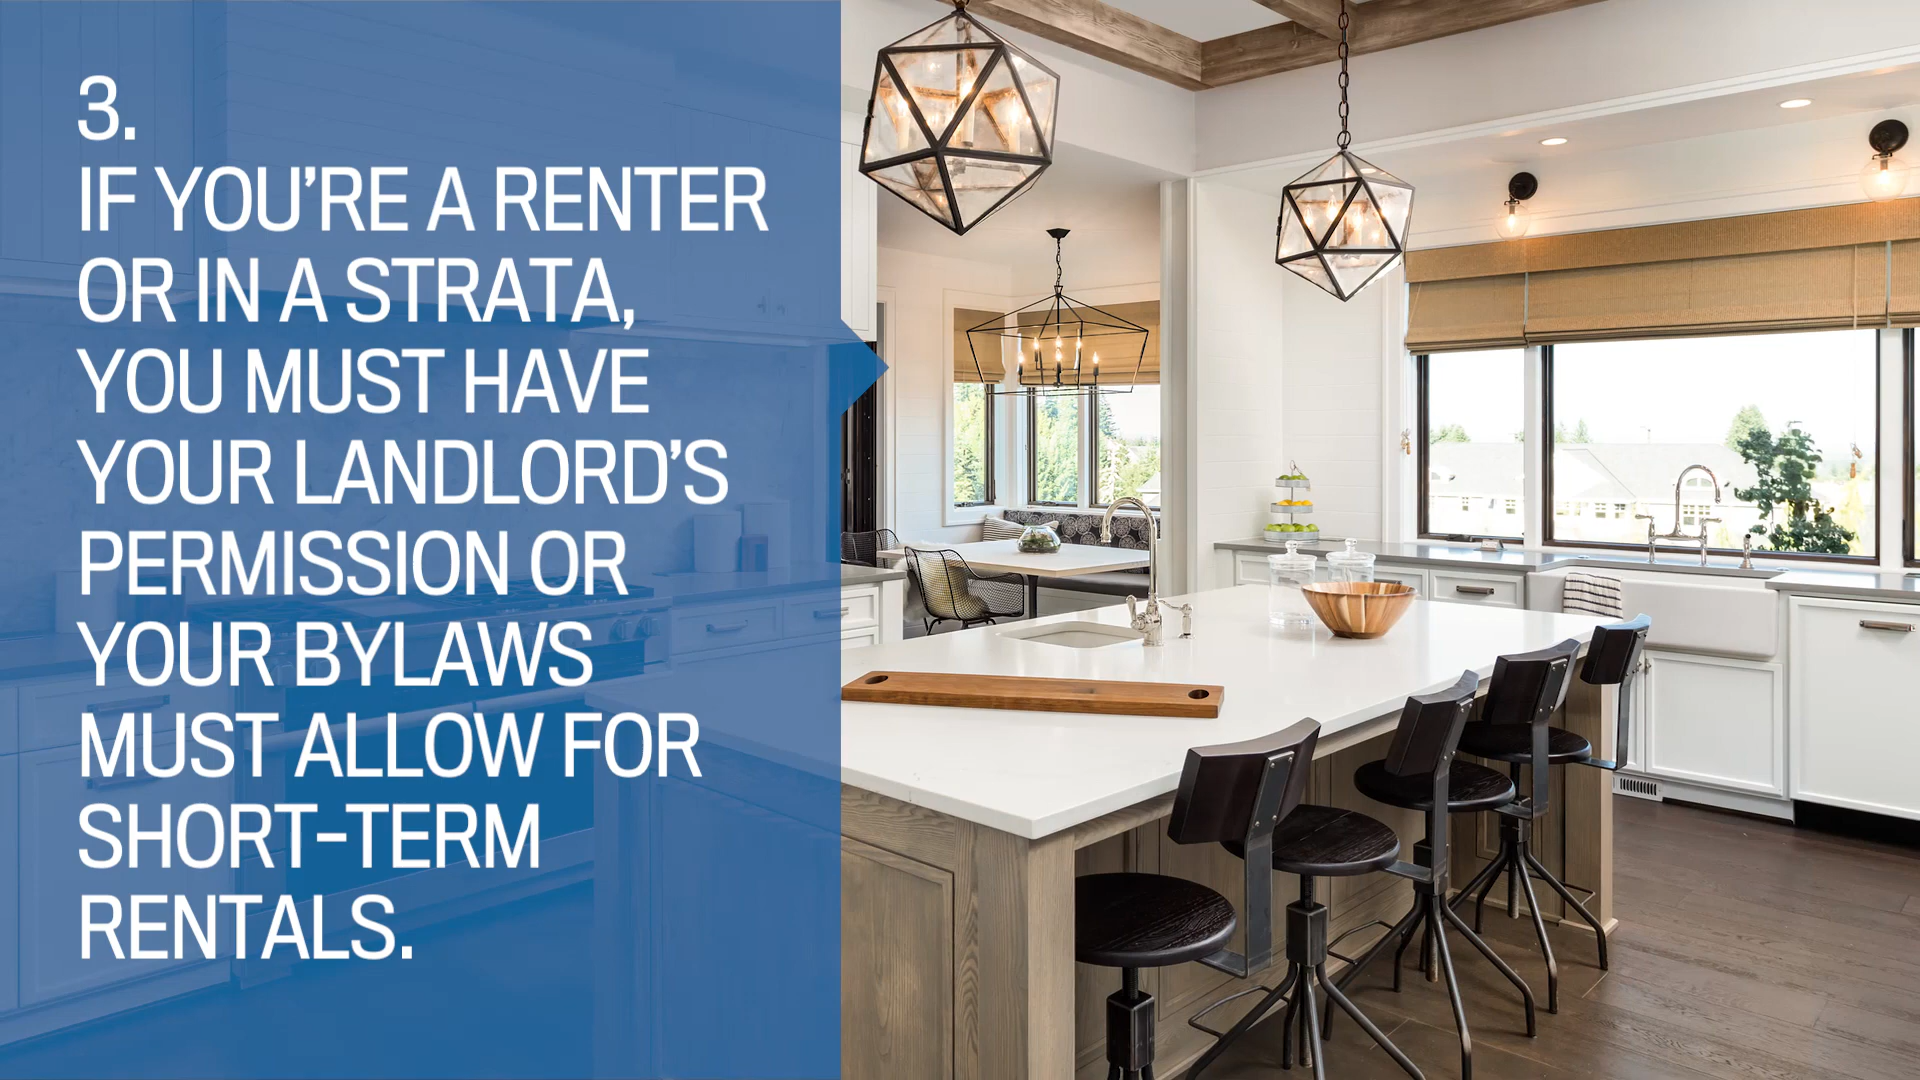 3.
IF YOU’RE A RENTER
OR IN A STRATA,
YOU MUST HAVE
YOUR LANDLORD’S
PERMISSION OR
YOUR BYLAWS
MUST ALLOW FOR
SHORT-TERM
RENTALS.